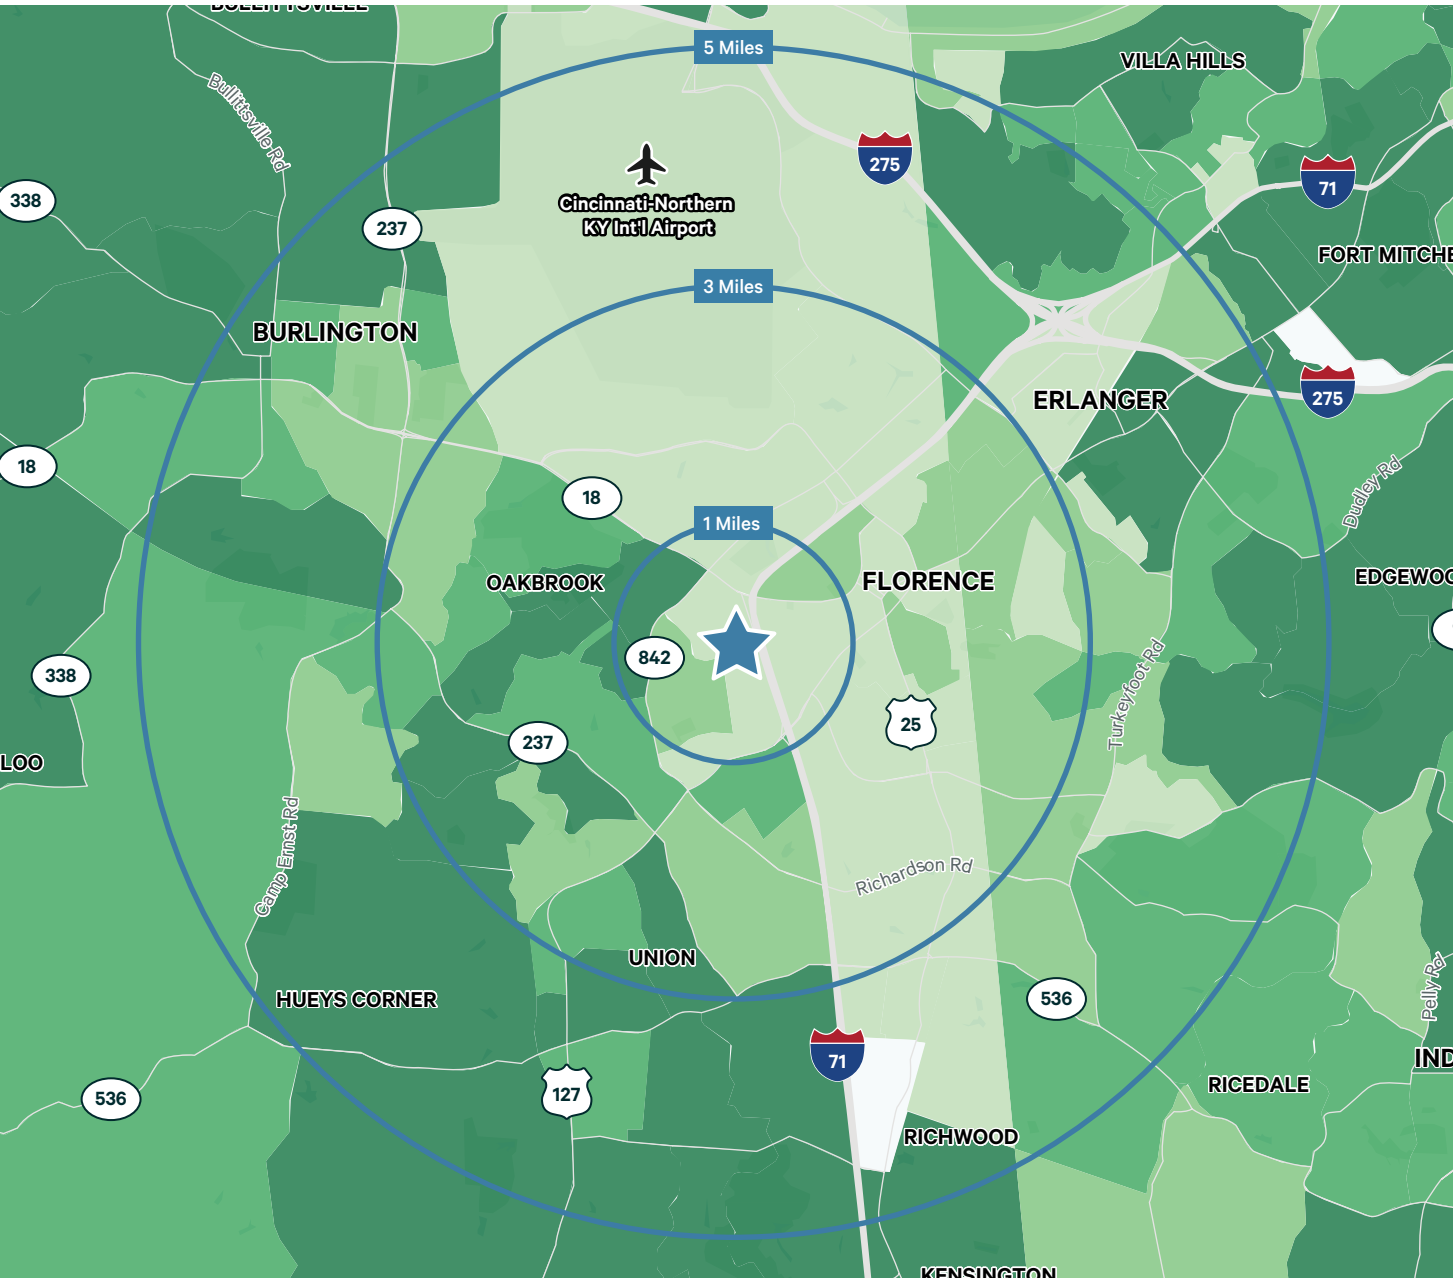 BULLITTSVILLE
5 Miles
VILLA HILLS
Bullittsville Rd
275
71
338
Cincinnati-Northern
KY Int'l Airport
237
FORT MITCHE
3 Miles
BURLINGTON
ERLANGER
275
18
18
Dudley Rd
1 Miles
OAKBROOK
FLORENCE
EDGEWOO
842
338
Turkeyfoot Rd
25
237
LOO
Camp Ernst Rd
Richardson Rd
UNION
HUEYS CORNER
536
Pelly Rd
71
IND
RICEDALE
127
536
RICHWOOD
KENSINGTON